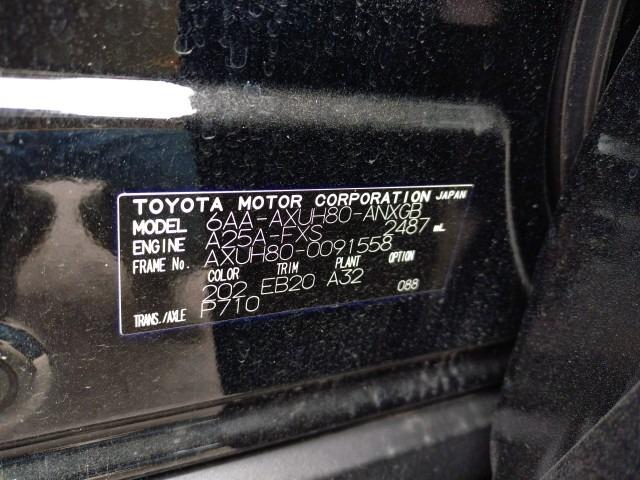 TOYOTA MOTOR CORPORATION JAPAN
MODEL 6AA-AXUH80-ANXGB
ENGINE A25A-FXS 2487 mL
FRAME No. AXUH80-0091558
COLOR TRIM PLANT OPTION
202 EB20 A32 088
TRANS./AXLE P710